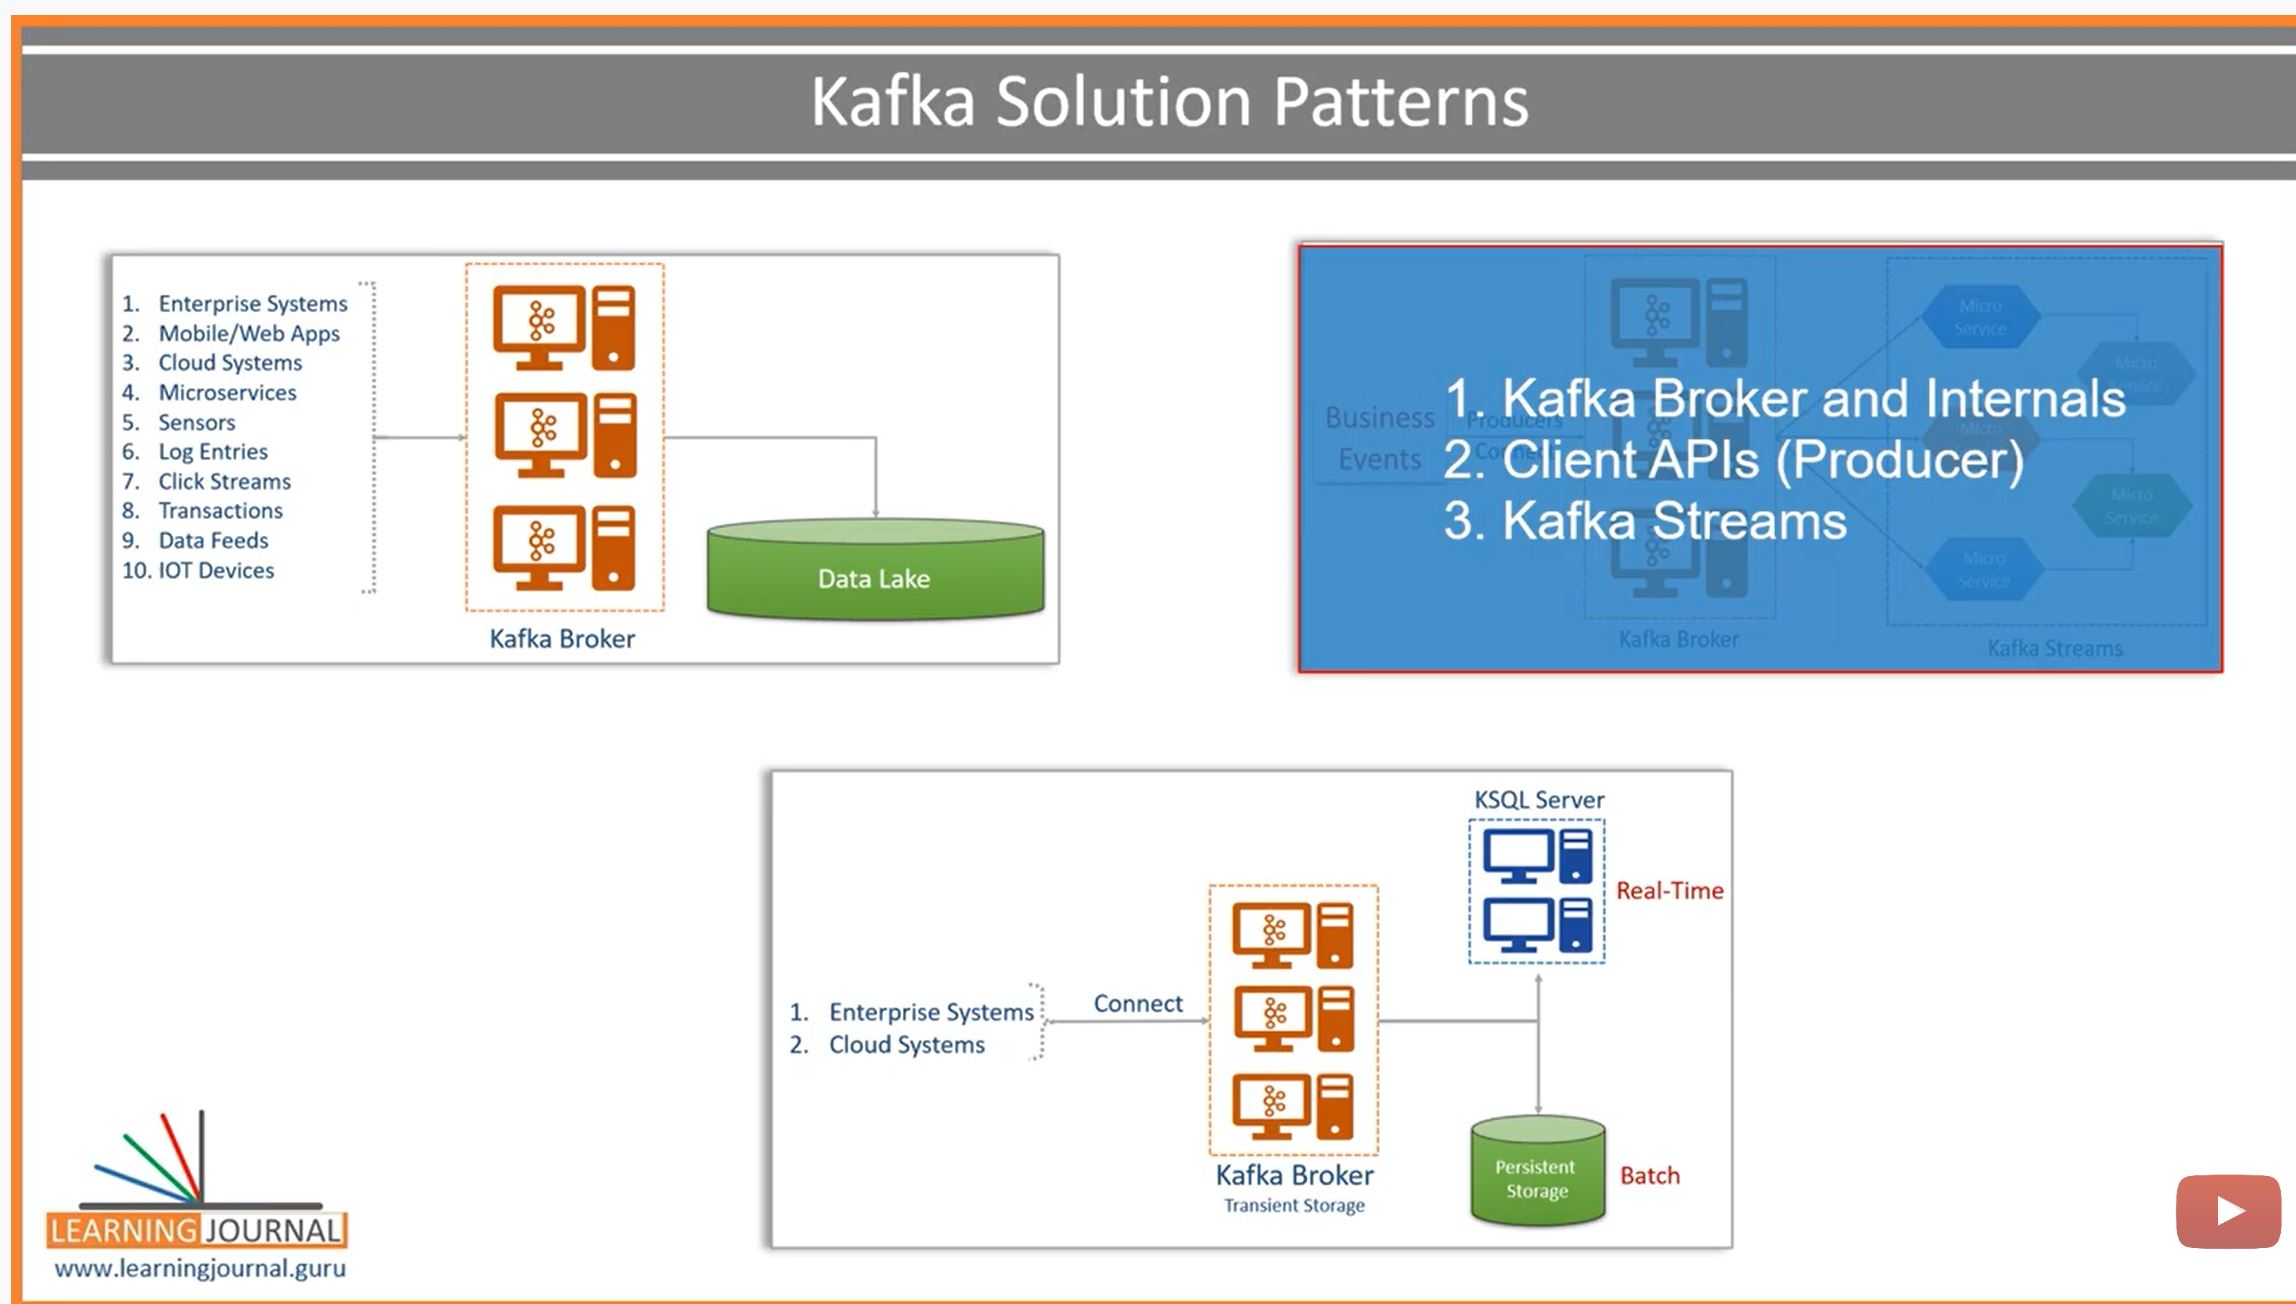 Kafka Solution Patterns
1. Enterprise Systems
2. Mobile/Web Apps
3. Cloud Systems
4. Microservices
5. Sensors
6. Log Entries
7. Click Streams
8. Transactions
9. Data Feeds
10. IOT Devices
Kafka Broker
Data Lake
1. Kafka Broker and Internals
2. Client APIs (Producer)
3. Kafka Streams
Business
Events
Producers
Connect
Micro
Service
Micro
Service
Micro
Micro
Service
Micro
Service
Kafka Broker
Kafka Streams
KSQL Server
Real-Time
1. Enterprise Systems
2. Cloud Systems
Connect
Kafka Broker
Transient Storage
Persistent
Storage
Batch
LEARNING JOURNAL
www.learningjournal.guru